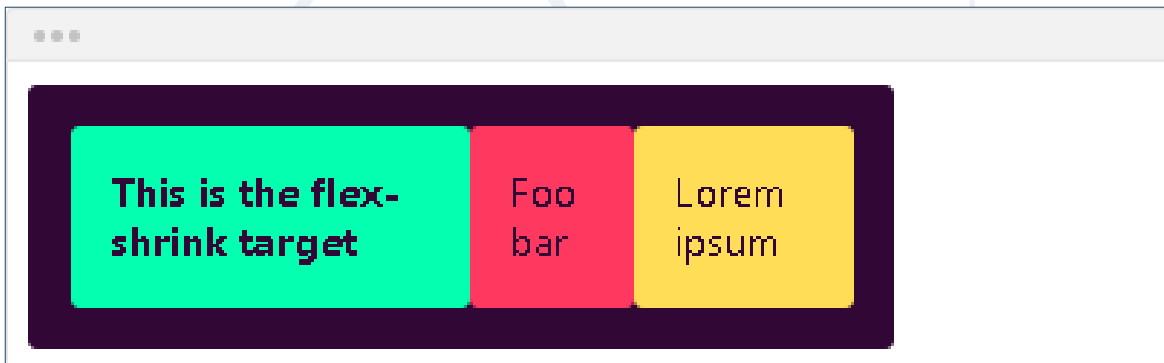 This is the flex-
shrink target
Foo
bar
Lorem
ipsum